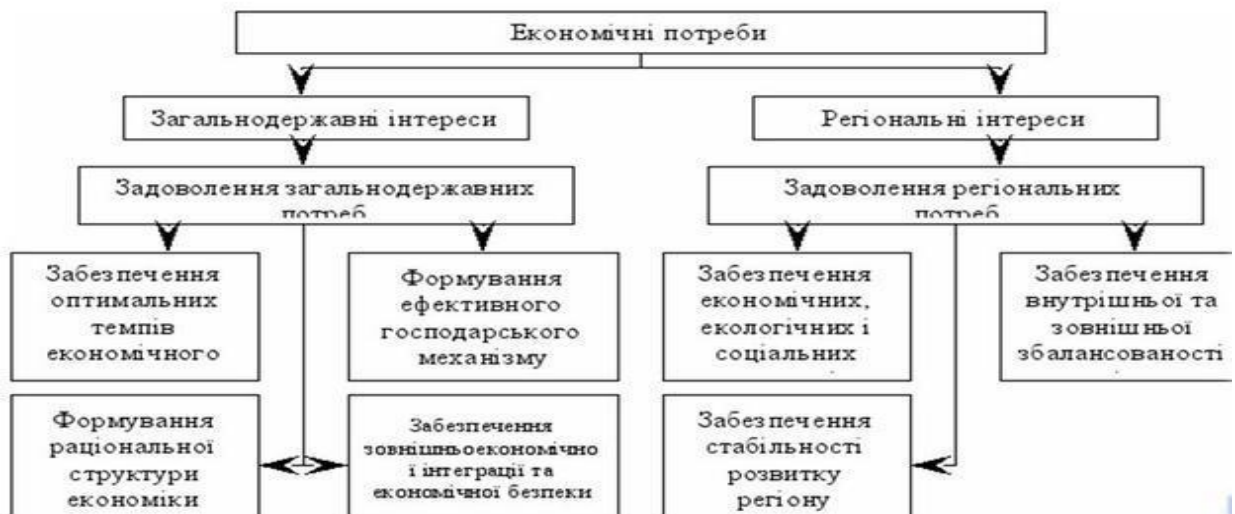 Економічні потреби
Загальнодержавні інтереси
Регіональні інтереси
Задоволення загальнодержавних
потреб
Задоволення регіональних
потреб
Забезпечення
оптимальних
темпів
економічного
Формування
ефективного
господарського
механізму
Забезпечення
економічних,
екологічних і
соціальних
Забезпечення
внутрішньої та
зовнішньої
збалансованості
Формування
раціональної
структури
економіки
Забезпечення
зовнішньоекономічно
ї інтеграції та
економічної безпеки
Забезпечення
стабільності
розвитку
регіону